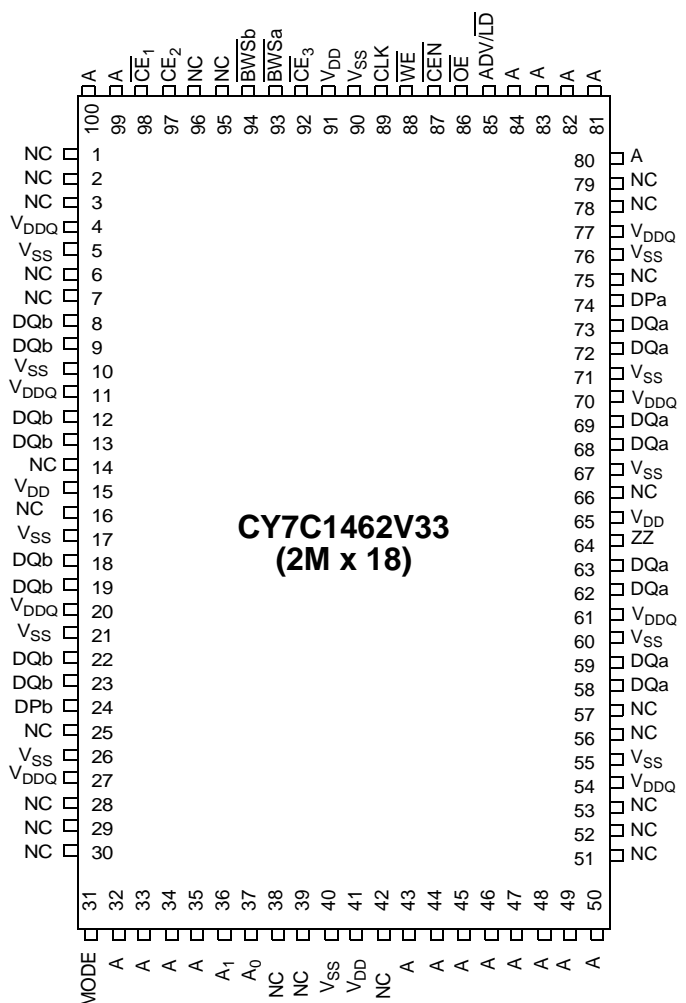 A
A
CE1
CE2
NC
NC
BWSb
BWSa
CE3
VDD
VSS
CLK
WE
CEN
OE
ADV/LD
A
A
A
A
100
99
98
97
96
95
94
93
92
91
90
89
88
87
86
85
84
83
82
81
NC 1
NC 2
NC 3
VDDQ 4
VSS 5
NC 6
NC 7
DQb 8
DQb 9
VSS 10
VDDQ 11
DQb 12
DQb 13
NC 14
VDD 15
NC 16
VSS 17
DQb 18
DQb 19
VDDQ 20
VSS 21
DQb 22
DQb 23
DPb 24
NC 25
VSS 26
VDDQ 27
NC 28
NC 29
NC 30
CY7C1462V33
(2M x 18)
80 A
79 NC
78 NC
77 VDDQ
76 VSS
75 NC
74 DPa
73 DQa
72 DQa
71 VSS
70 VDDQ
69 DQa
68 DQa
67 VSS
66 NC
65 VDD
64 ZZ
63 DQa
62 DQa
61 VDDQ
60 VSS
59 DQa
58 DQa
57 NC
56 NC
55 VSS
54 VDDQ
53 NC
52 NC
51 NC
31
32
33
34
35
36
37
38
39
40
41
42
43
44
45
46
47
48
49
50
MODE
A
A
A
A
A1
A0
NC
NC
VSS
VDD
NC
A
A
A
A
A
A
A
A